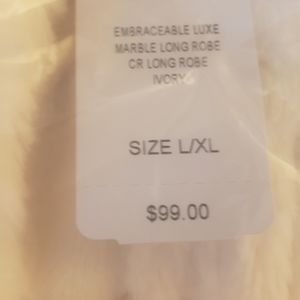 EMBRACEABLE LUXE
MARBLE LONG ROBE
CR LONG ROBE
IVORY
SIZE L/XL
$99.00